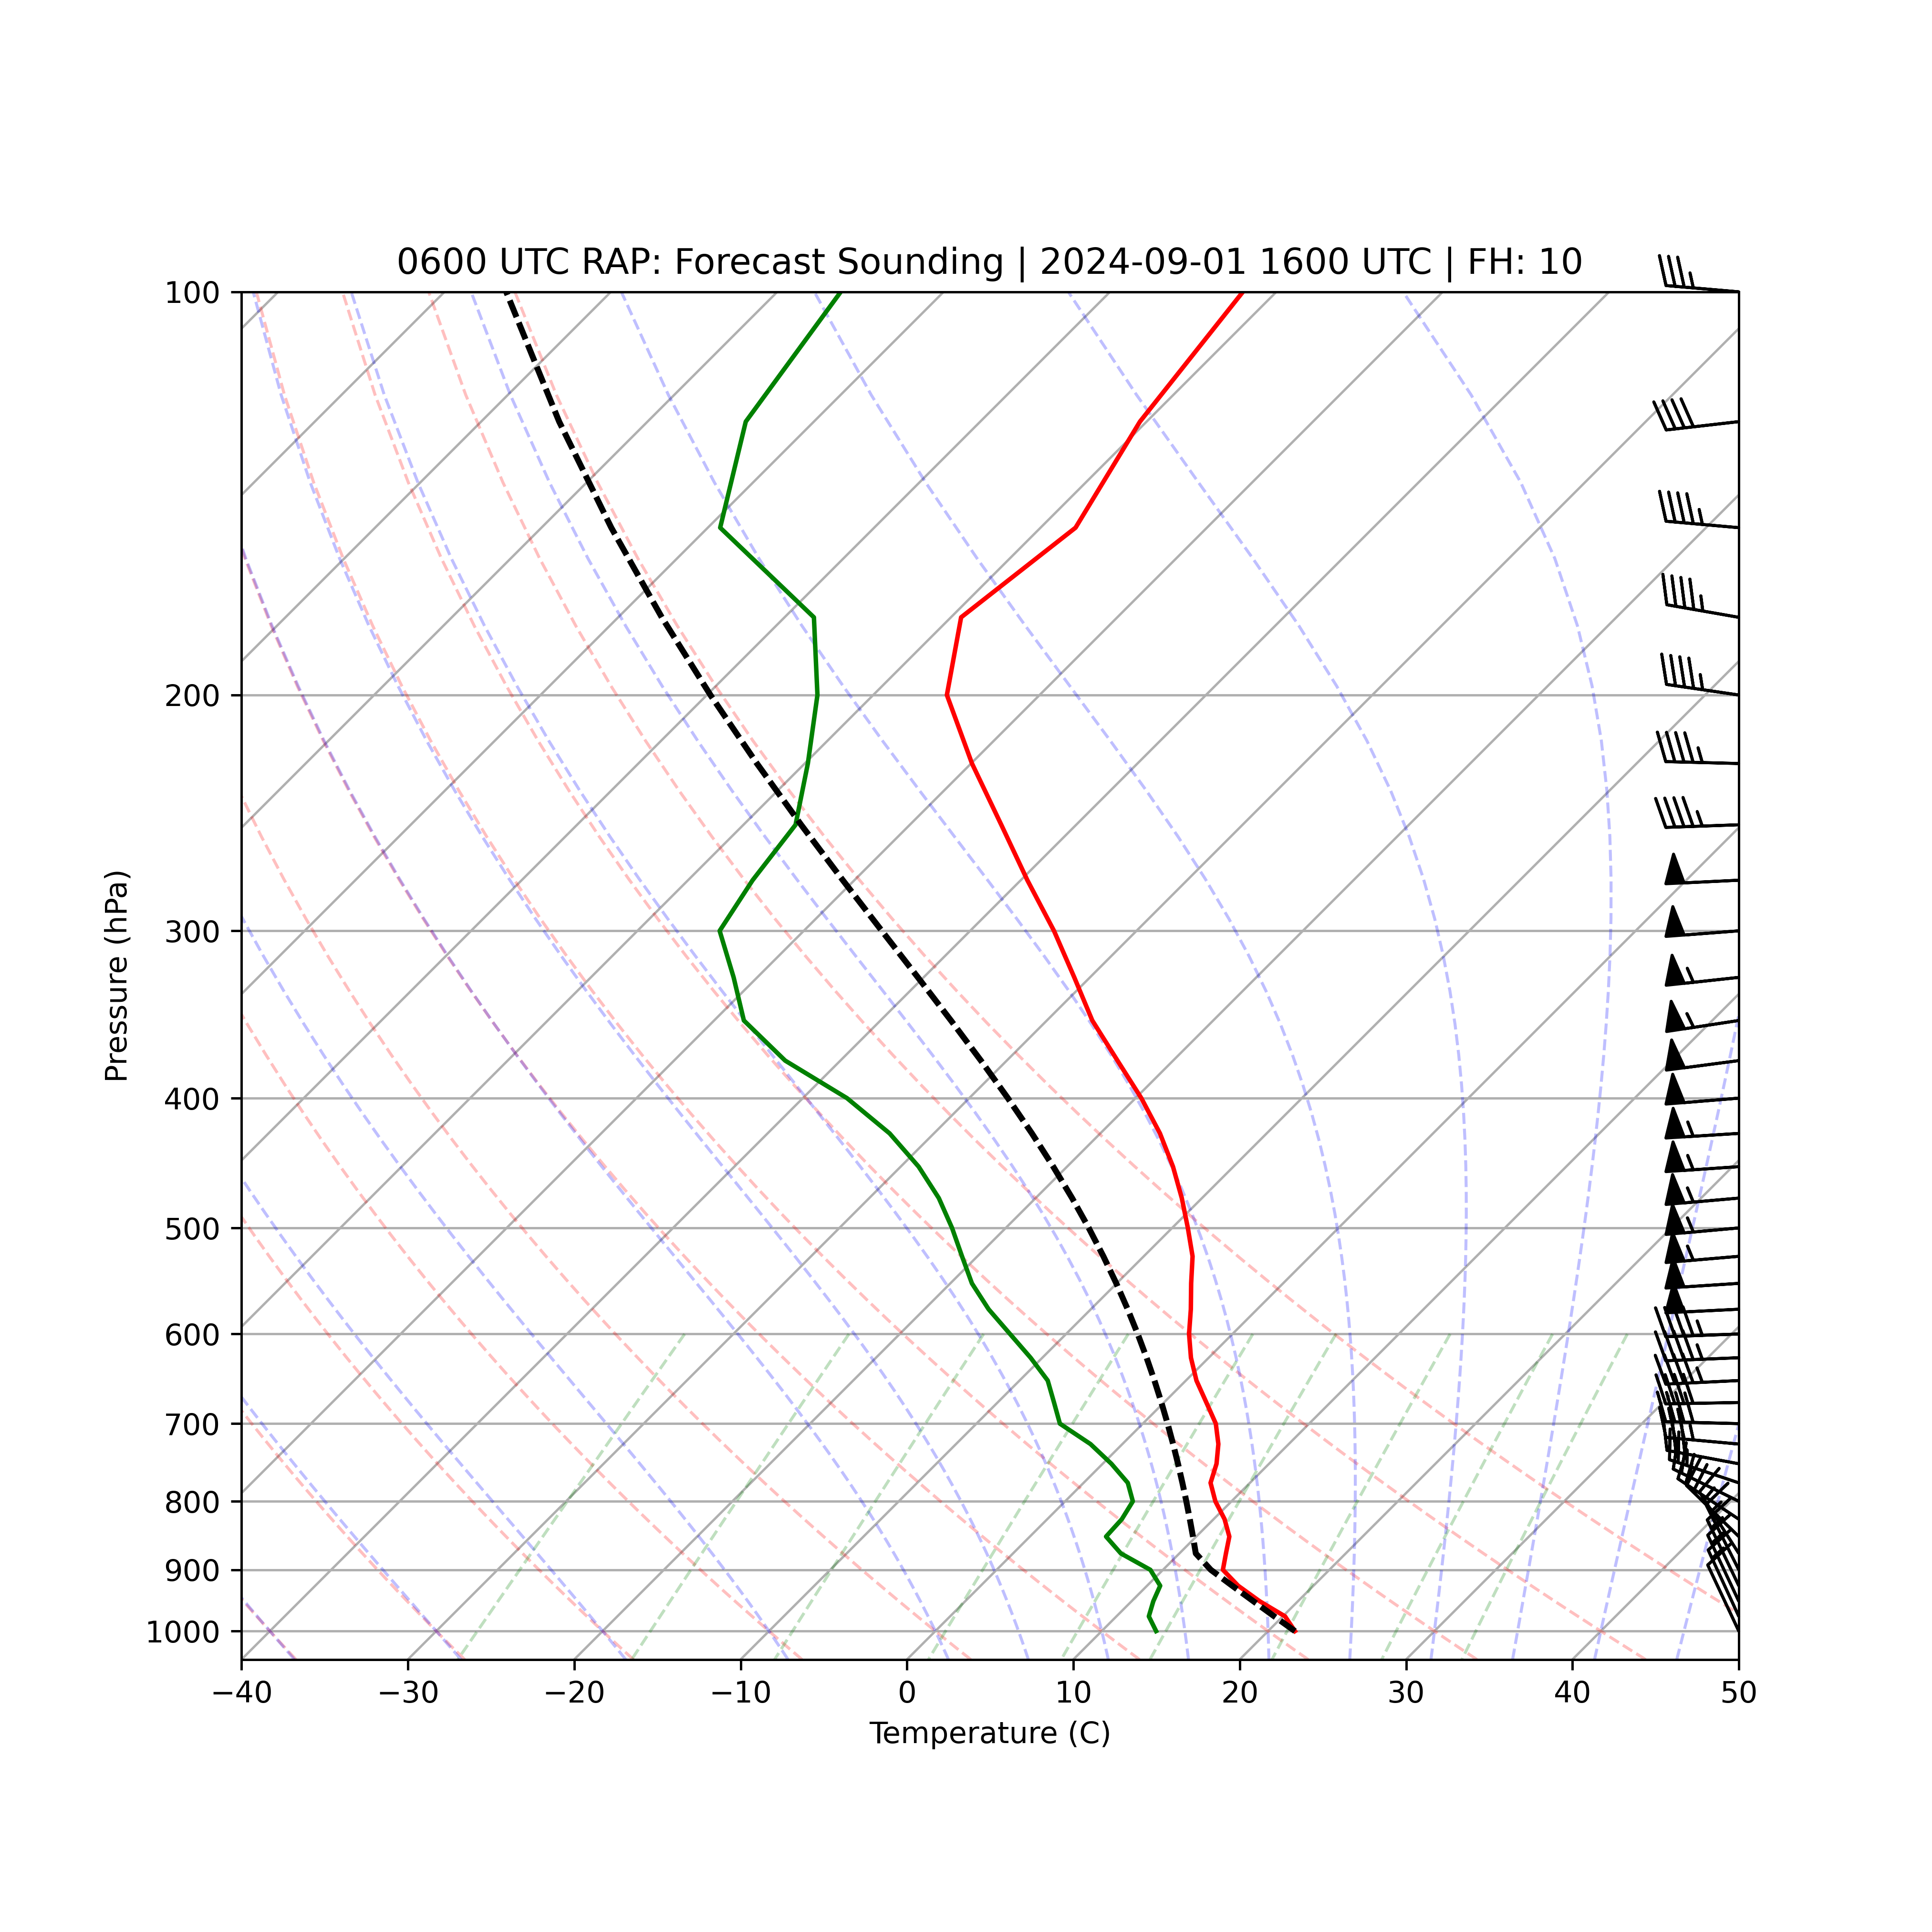 0600 UTC RAP: Forecast Sounding | 2024-09-01 1600 UTC | FH: 10
100
200
300
400
500
600
700
800
900
1000
Pressure (hPa)
−40 −30 −20 −10 0 10 20 30 40 50
Temperature (C)